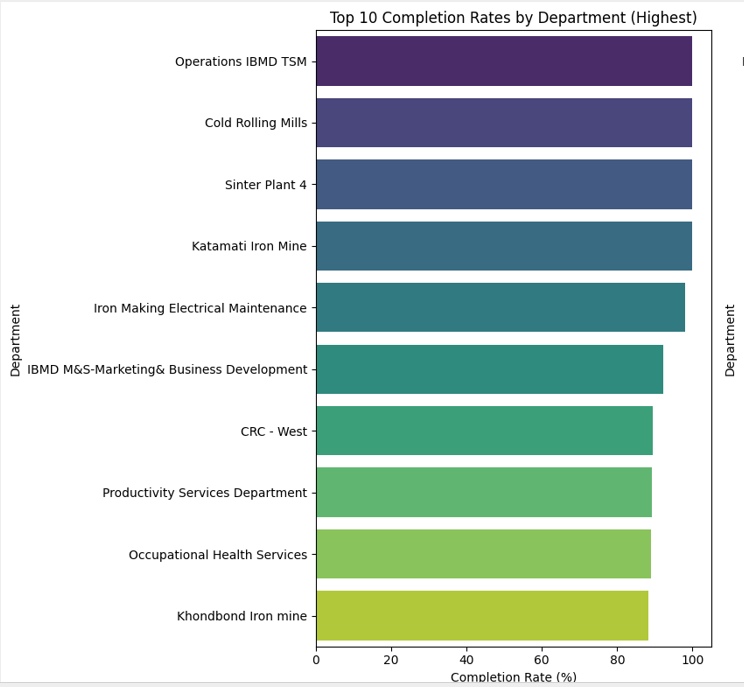 Top 10 Completion Rates by Department (Highest)
Operations IBMD TSM
Cold Rolling Mills
Sinter Plant 4
Katamati Iron Mine
Iron Making Electrical Maintenance
IBMD M&S-Marketing& Business Development
CRC - West
Productivity Services Department
Occupational Health Services
Khondbond Iron mine
Department
0 20 40 60 80 100
Completion Rate (%)
Department